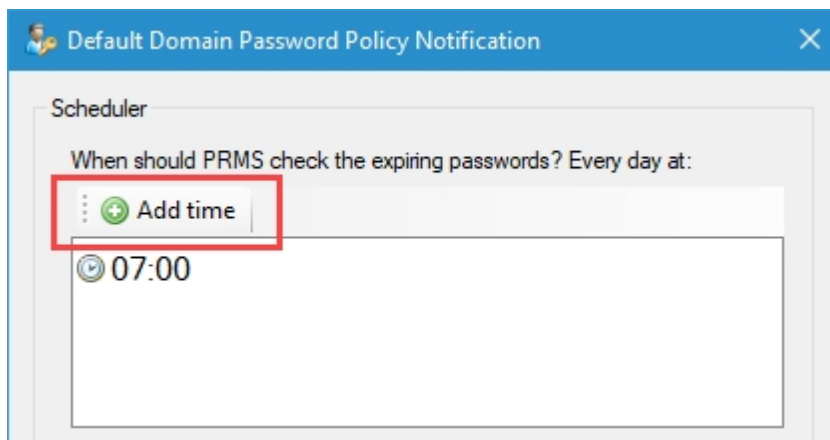 Default Domain Password Policy Notification
Scheduler
When should PRMS check the expiring passwords? Every day at:
Add time
07:00